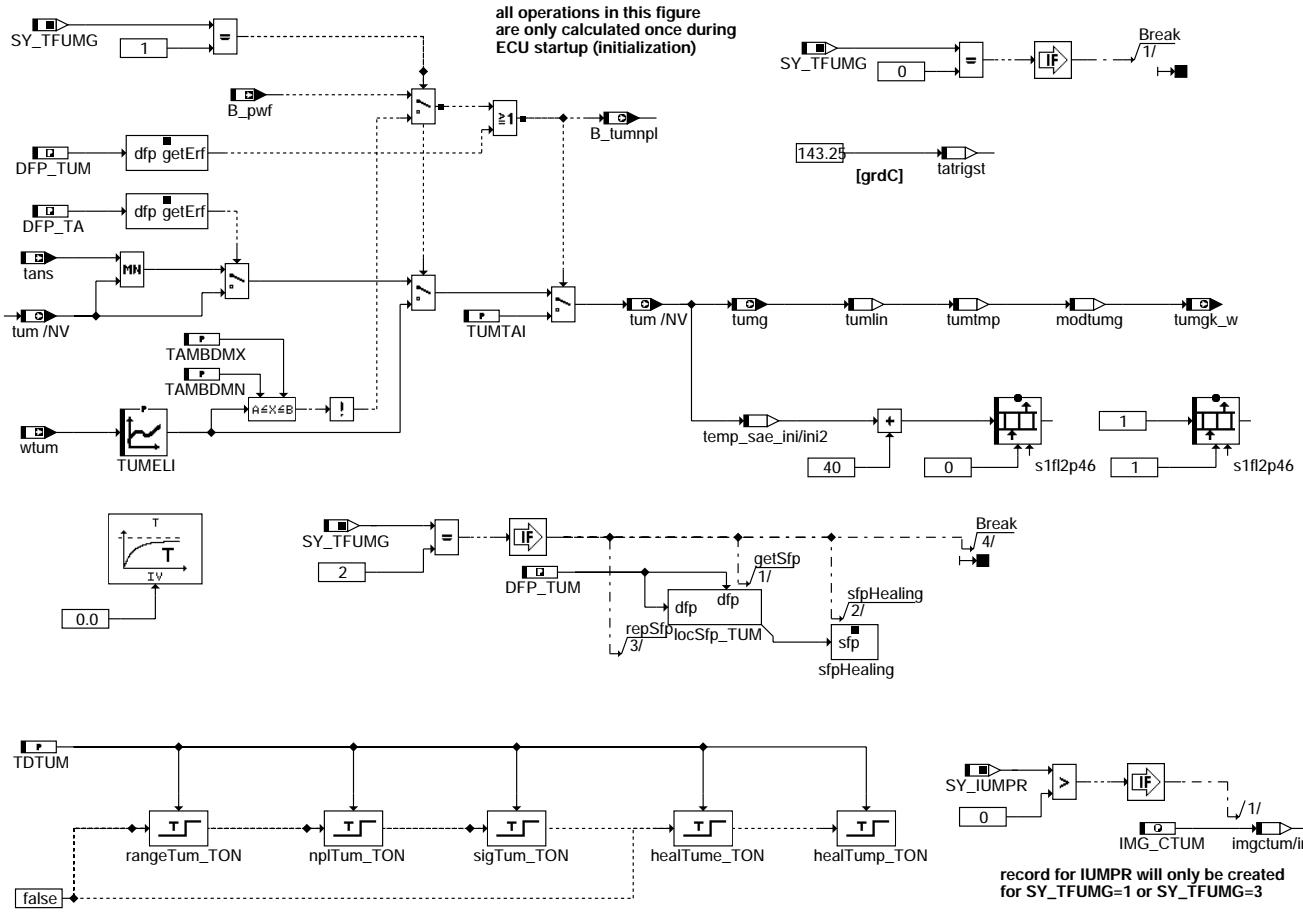 all operations in this figure
are only calculated once during
ECU startup (initialization)
SY_TFUMG
1
=
B_pwf
≥1
B_tumnpl
SY_TFUMG
0
=
IF
Break
1/
DFP_TUM
dfp getErf
143.25
[grdC]
tatrigst
DFP_TA
dfp getErf
tans
MN
tum /NV
TUMTAI
tum /NV
tumg
tumlin
tumtmp
modtumg
tumgk_w
TAMBDMX
TAMBDMN
A≤X≤B
!
wtum
P
TUMELI
temp_sae_ini/ini2
+
40
0
s1fl2p46
1
1
s1fl2p46
T
T
IV
0.0
SY_TFUMG
2
=
IF
Break
4/
DFP_TUM
getSfp
1/
dfp
dfp
locSfp_TUM
repSfp
3/
sfpHealing
2/
sfp
sfpHealing
P
TDTUM
T
rangeTum_TON
T
nplTum_TON
T
sigTum_TON
T
healTume_TON
T
healTump_TON
false
SY_IUMPR
0
>
IF
1/
IMG_CTUM
imgctum/in
record for IUMPR will only be created
for SY_TFUMG=1 or SY_TFUMG=3